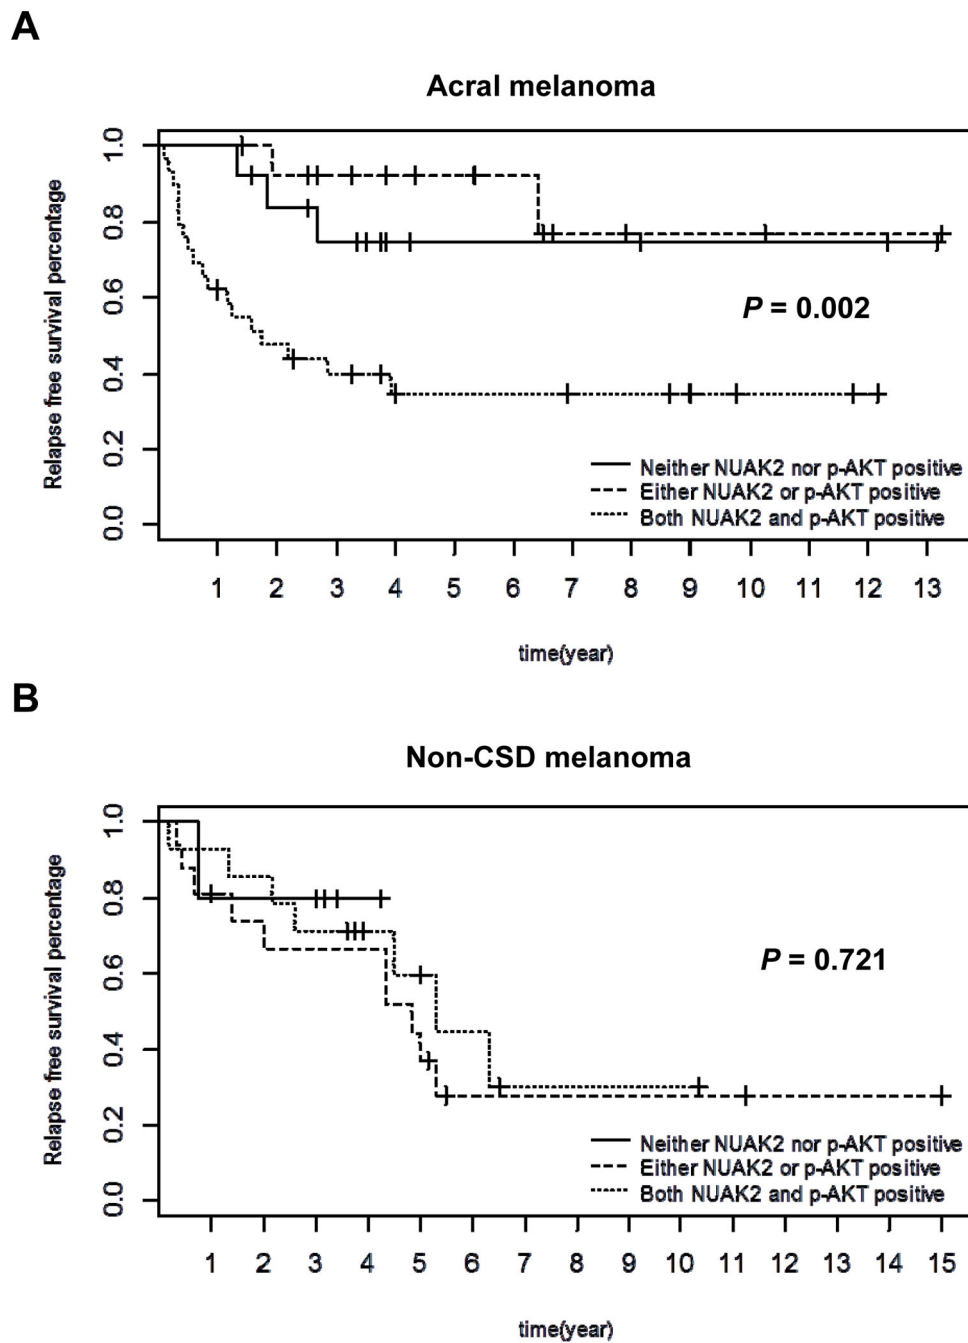 A
Acral melanoma
Relapse free survival percentage
1.0
0.8
0.6
0.4
0.2
0.0
P = 0.002
Neither NUAK2 nor p-AKT positive
Either NUAK2 or p-AKT positive
Both NUAK2 and p-AKT positive
1 2 3 4 5 6 7 8 9 10 11 12 13
time(year)
B
Non-CSD melanoma
Relapse free survival percentage
1.0
0.8
0.6
0.4
0.2
0.0
P = 0.721
Neither NUAK2 nor p-AKT positive
Either NUAK2 or p-AKT positive
Both NUAK2 and p-AKT positive
1 2 3 4 5 6 7 8 9 10 11 12 13 14 15
time(year)